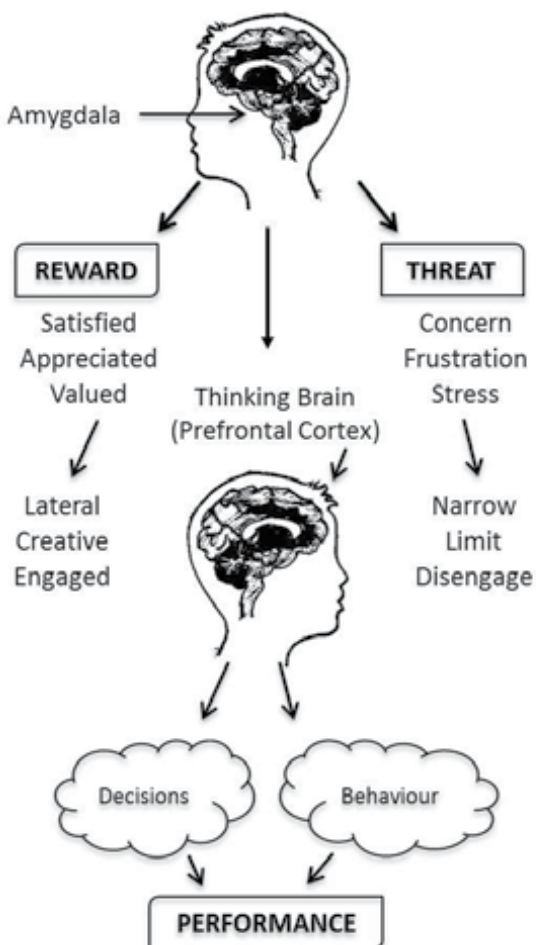 Amygdala
REWARD
Satisfied
Appreciated
Valued
THREAT
Concern
Frustration
Stress
Thinking Brain
(Prefrontal Cortex)
Lateral
Creative
Engaged
Narrow
Limit
Disengage
Decisions
Behaviour
PERFORMANCE